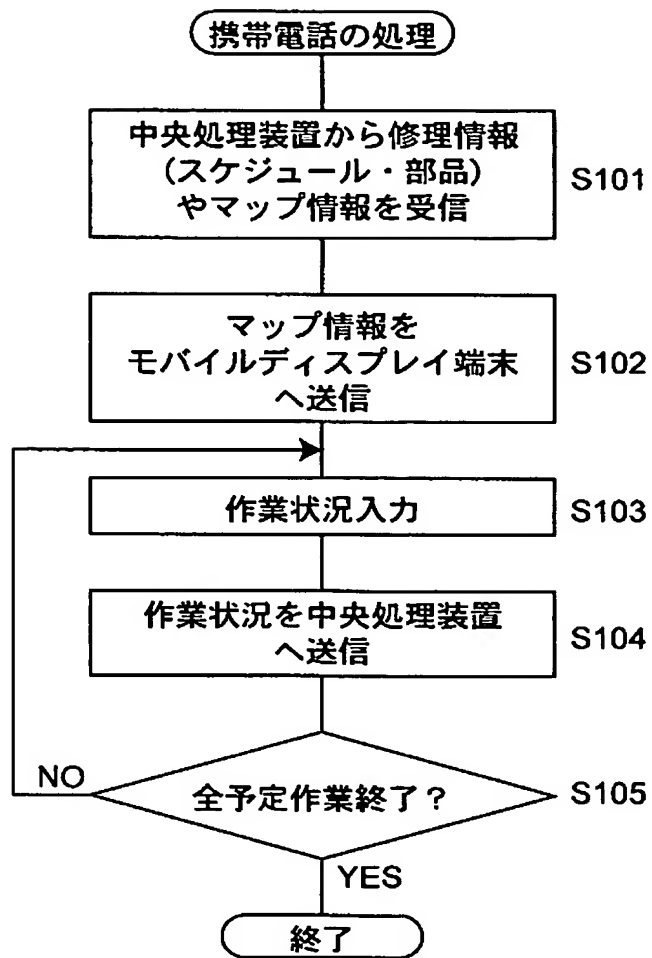 携帯電話の処理
中央処理装置から修理情報
(スケジュール・部品)
やマップ情報を受信
S101
マップ情報を
モバイルディスプレイ端末
へ送信
S102
作業状況入力
S103
作業状況を中央処理装置
へ送信
S104
全予定作業終了?
S105
NO
YES
終了